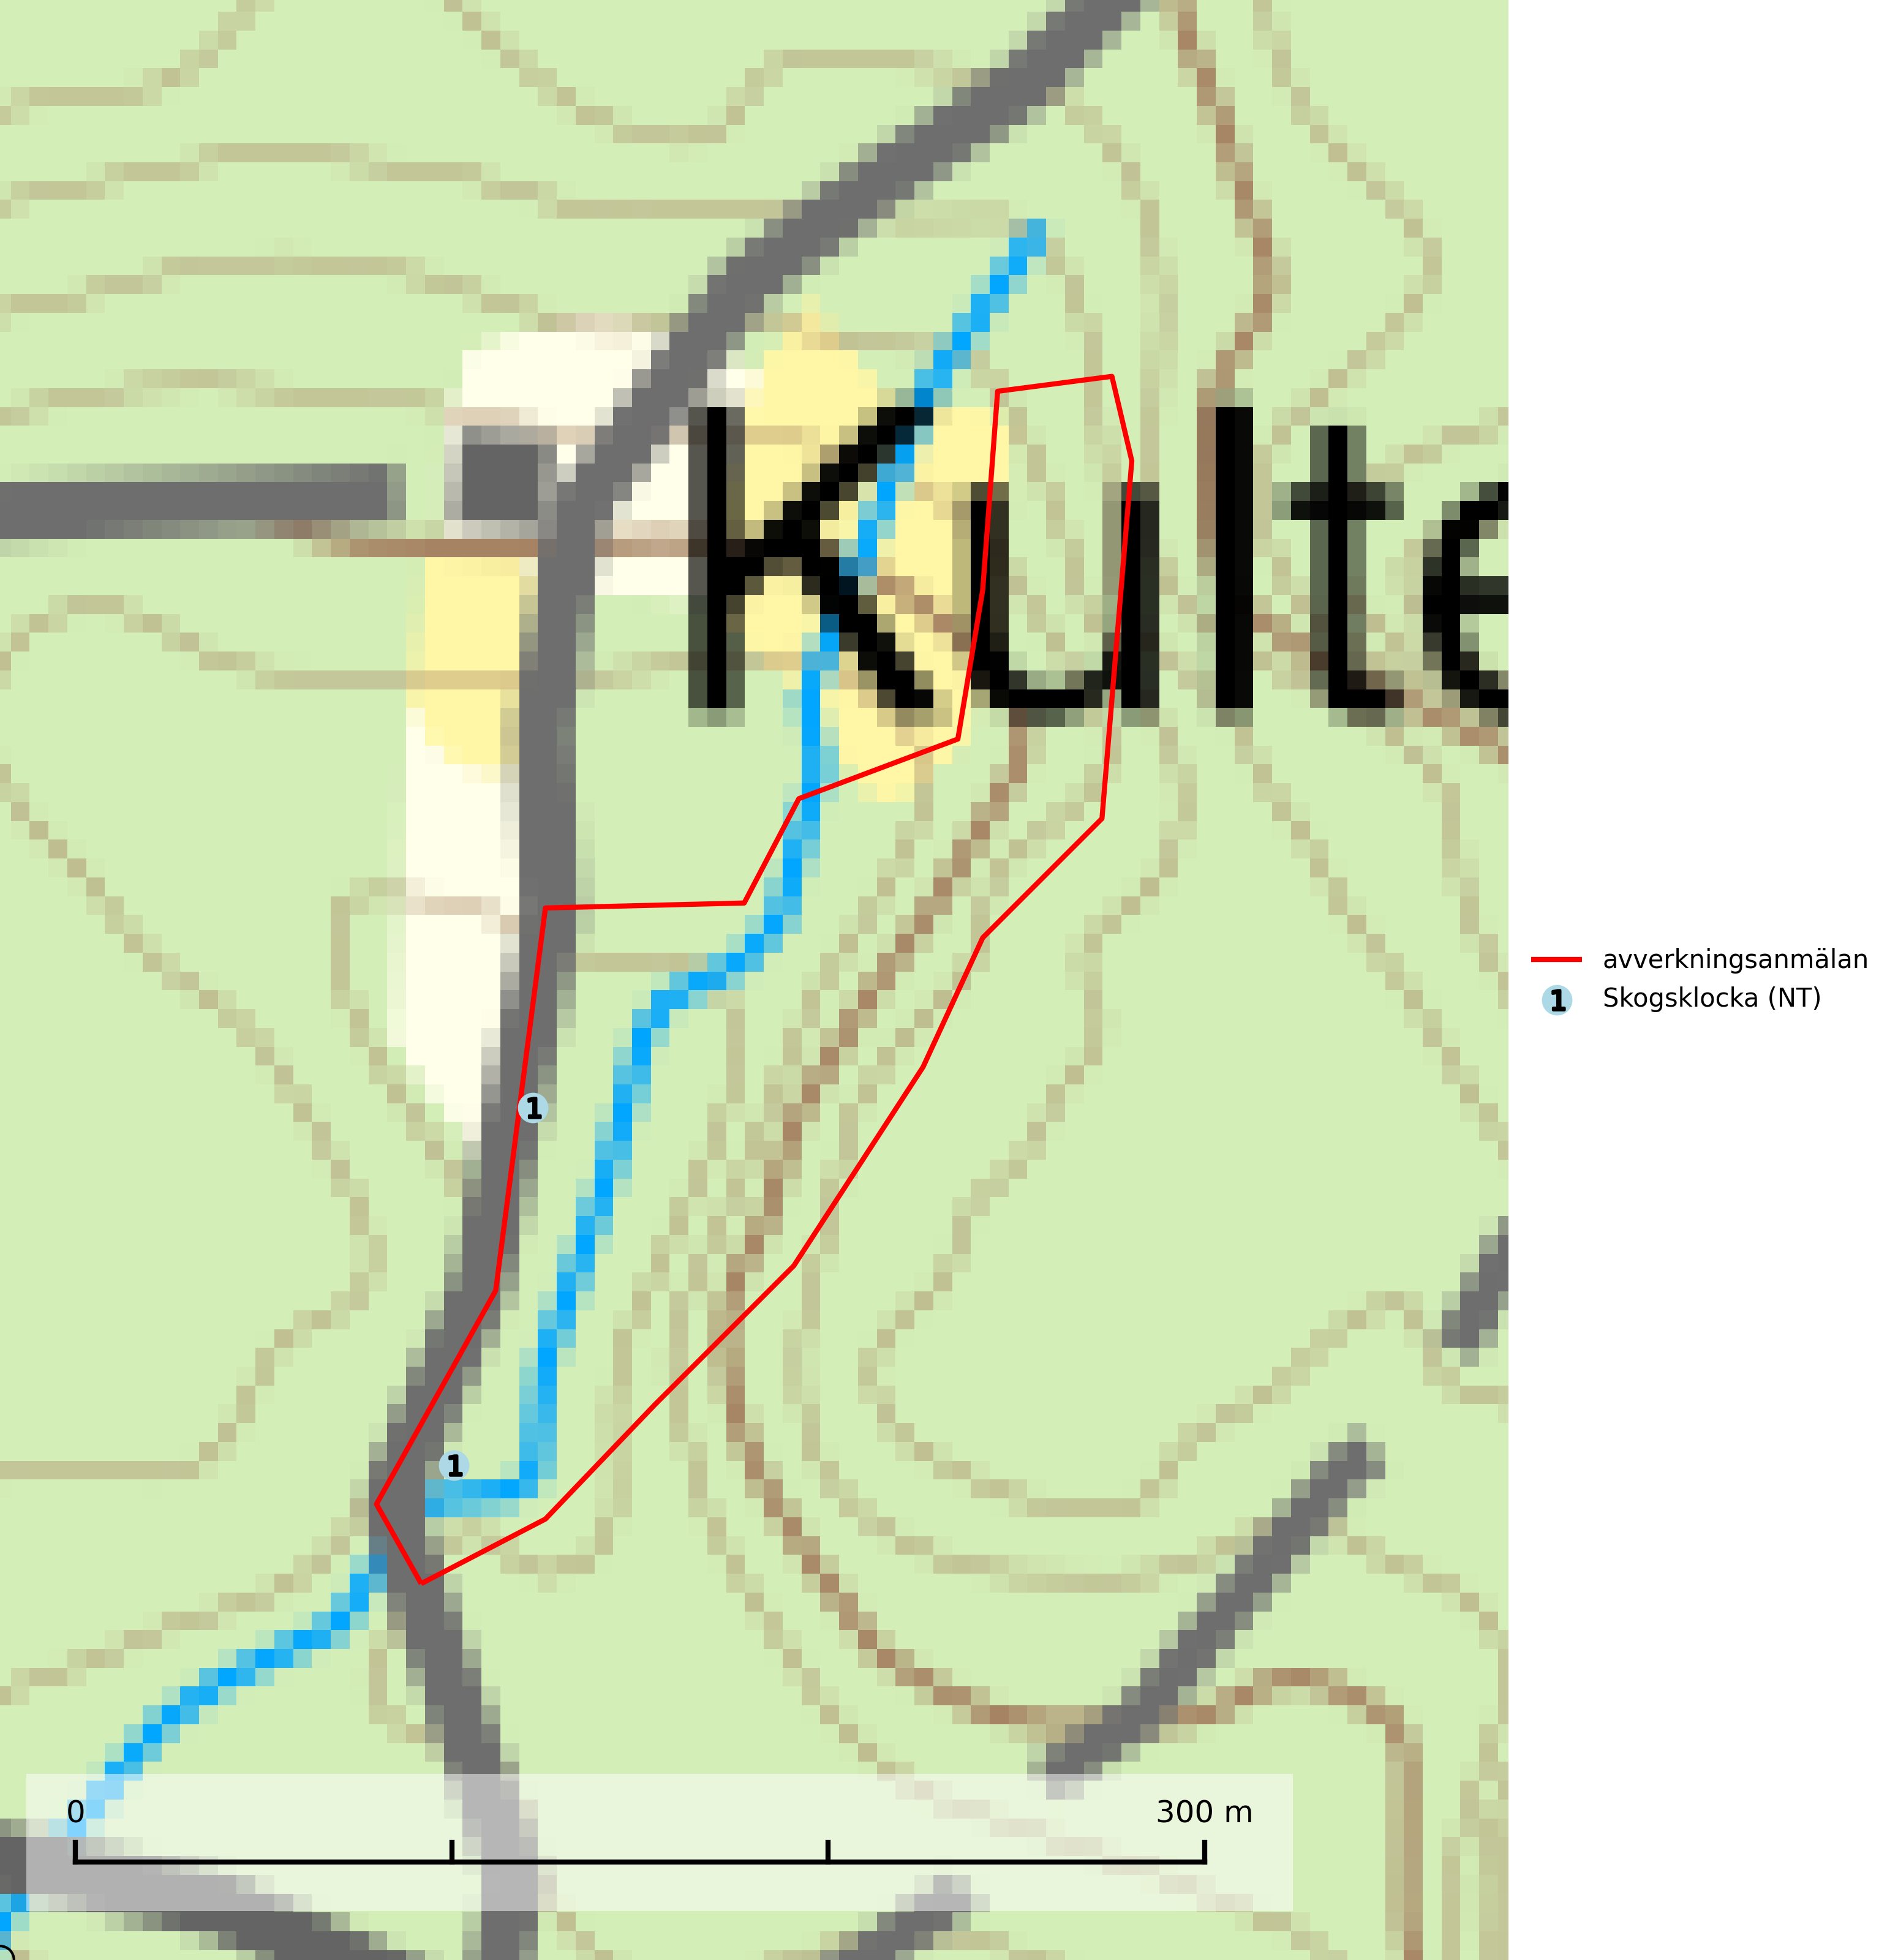 Kulte
1
1
avverkningsanmälan
1 Skogsklocka (NT)
0 300 m